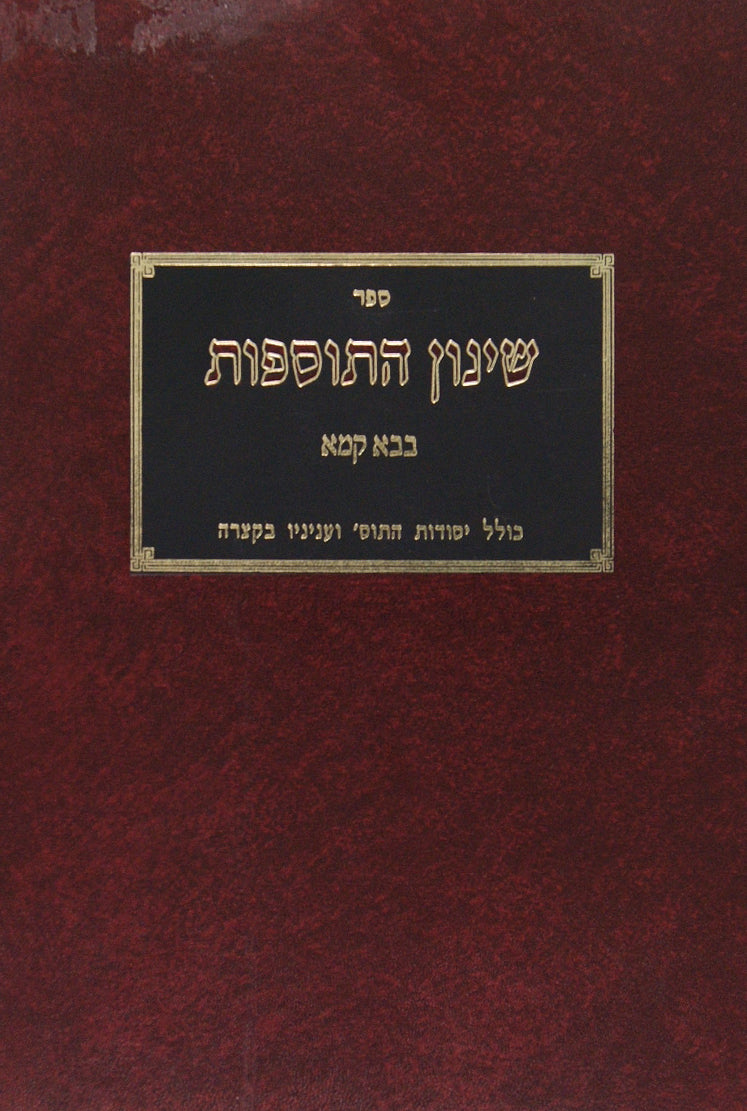 ספר
שינון התוספות
בבא קמא
כולל יסודות התוס' ועניניו בקצרה